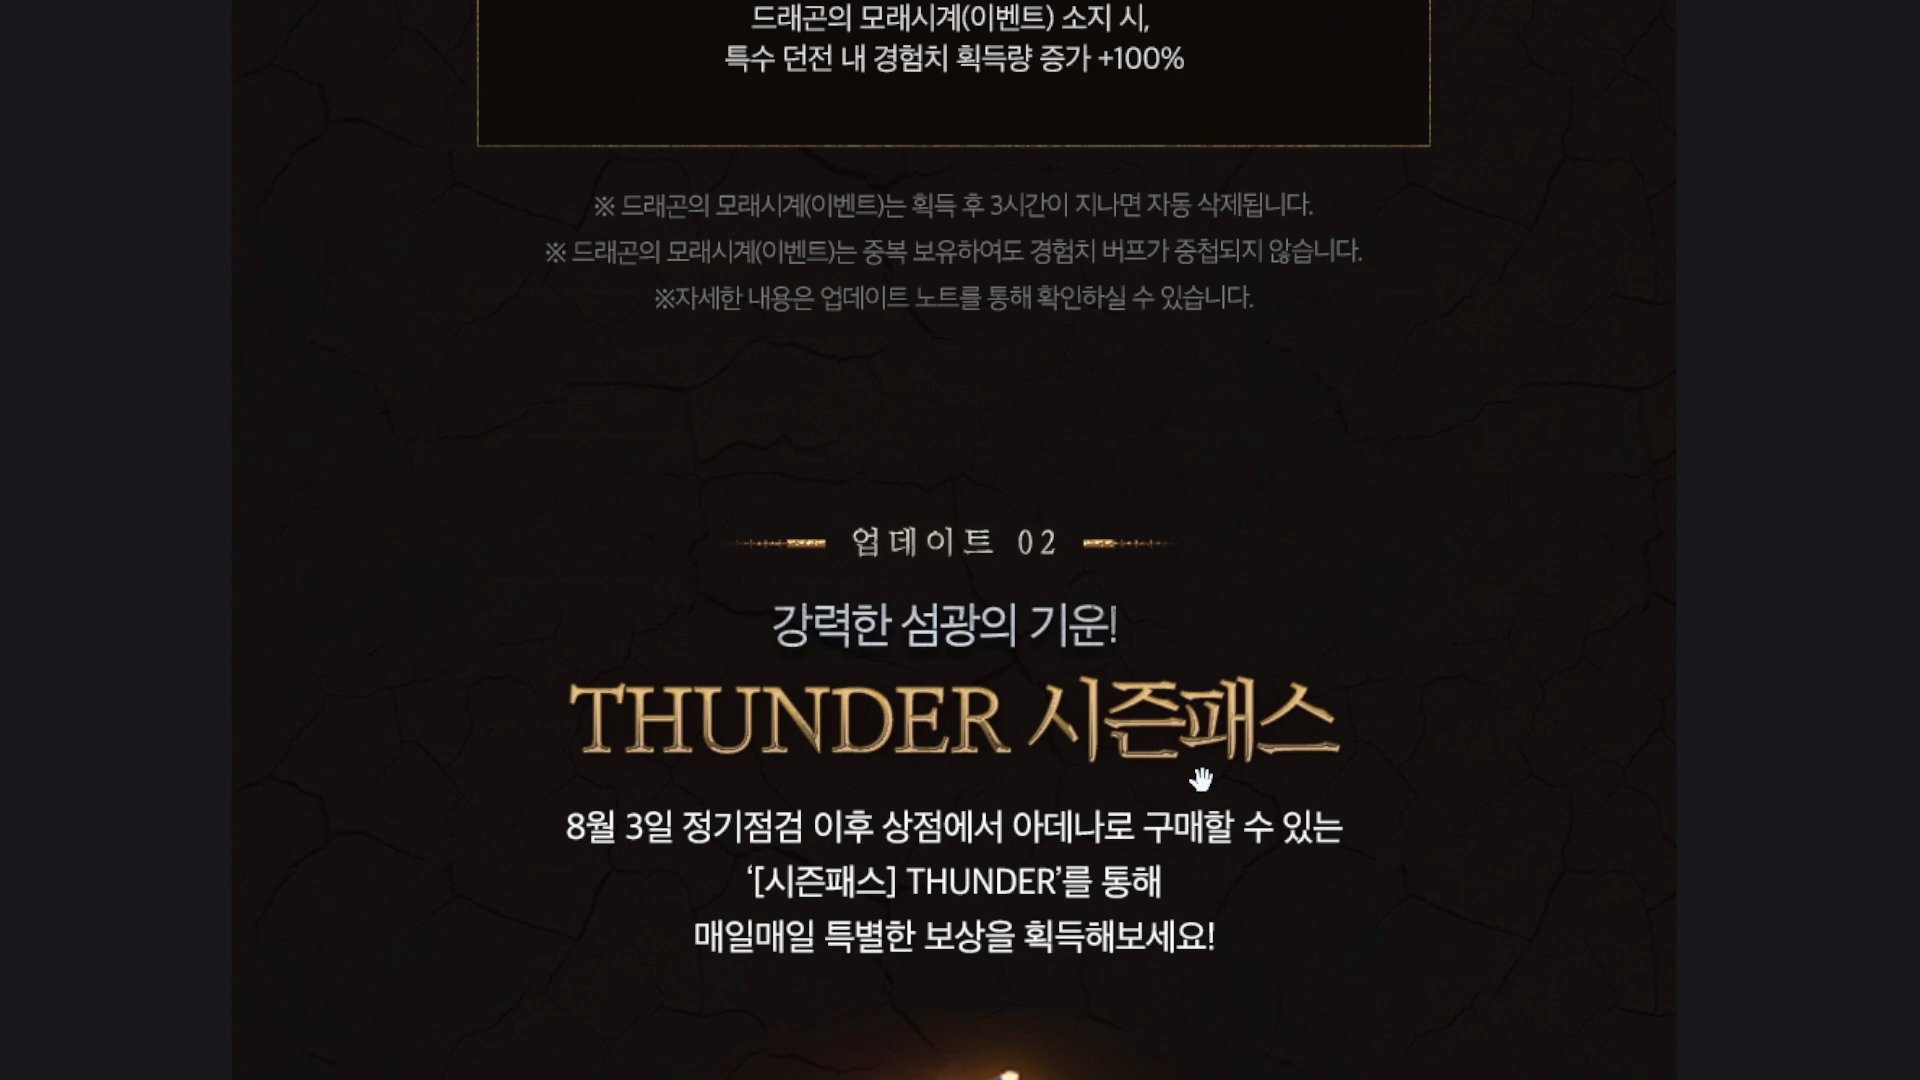 드래곤의 모래시계(이벤트) 소지 시,
특수 던전 내 경험치 획득량 증가 +100%
※ 드래곤의 모래시계(이벤트)는 획득 후 3시간이 지나면 자동 삭제됩니다.
※ 드래곤의 모래시계(이벤트)는 중복 보유하여도 경험치 버프가 중첩되지 않습니다.
※자세한 내용은 업데이트 노트를 통해 확인하실 수 있습니다.
업데이트 02
강력한 섬광의 기운!
THUNDER 시즌패스
8월 3일 정기점검 이후 상점에서 아데나로 구매할 수 있는
‘[시즌패스] THUNDER’를 통해
매일매일 특별한 보상을 획득해보세요!